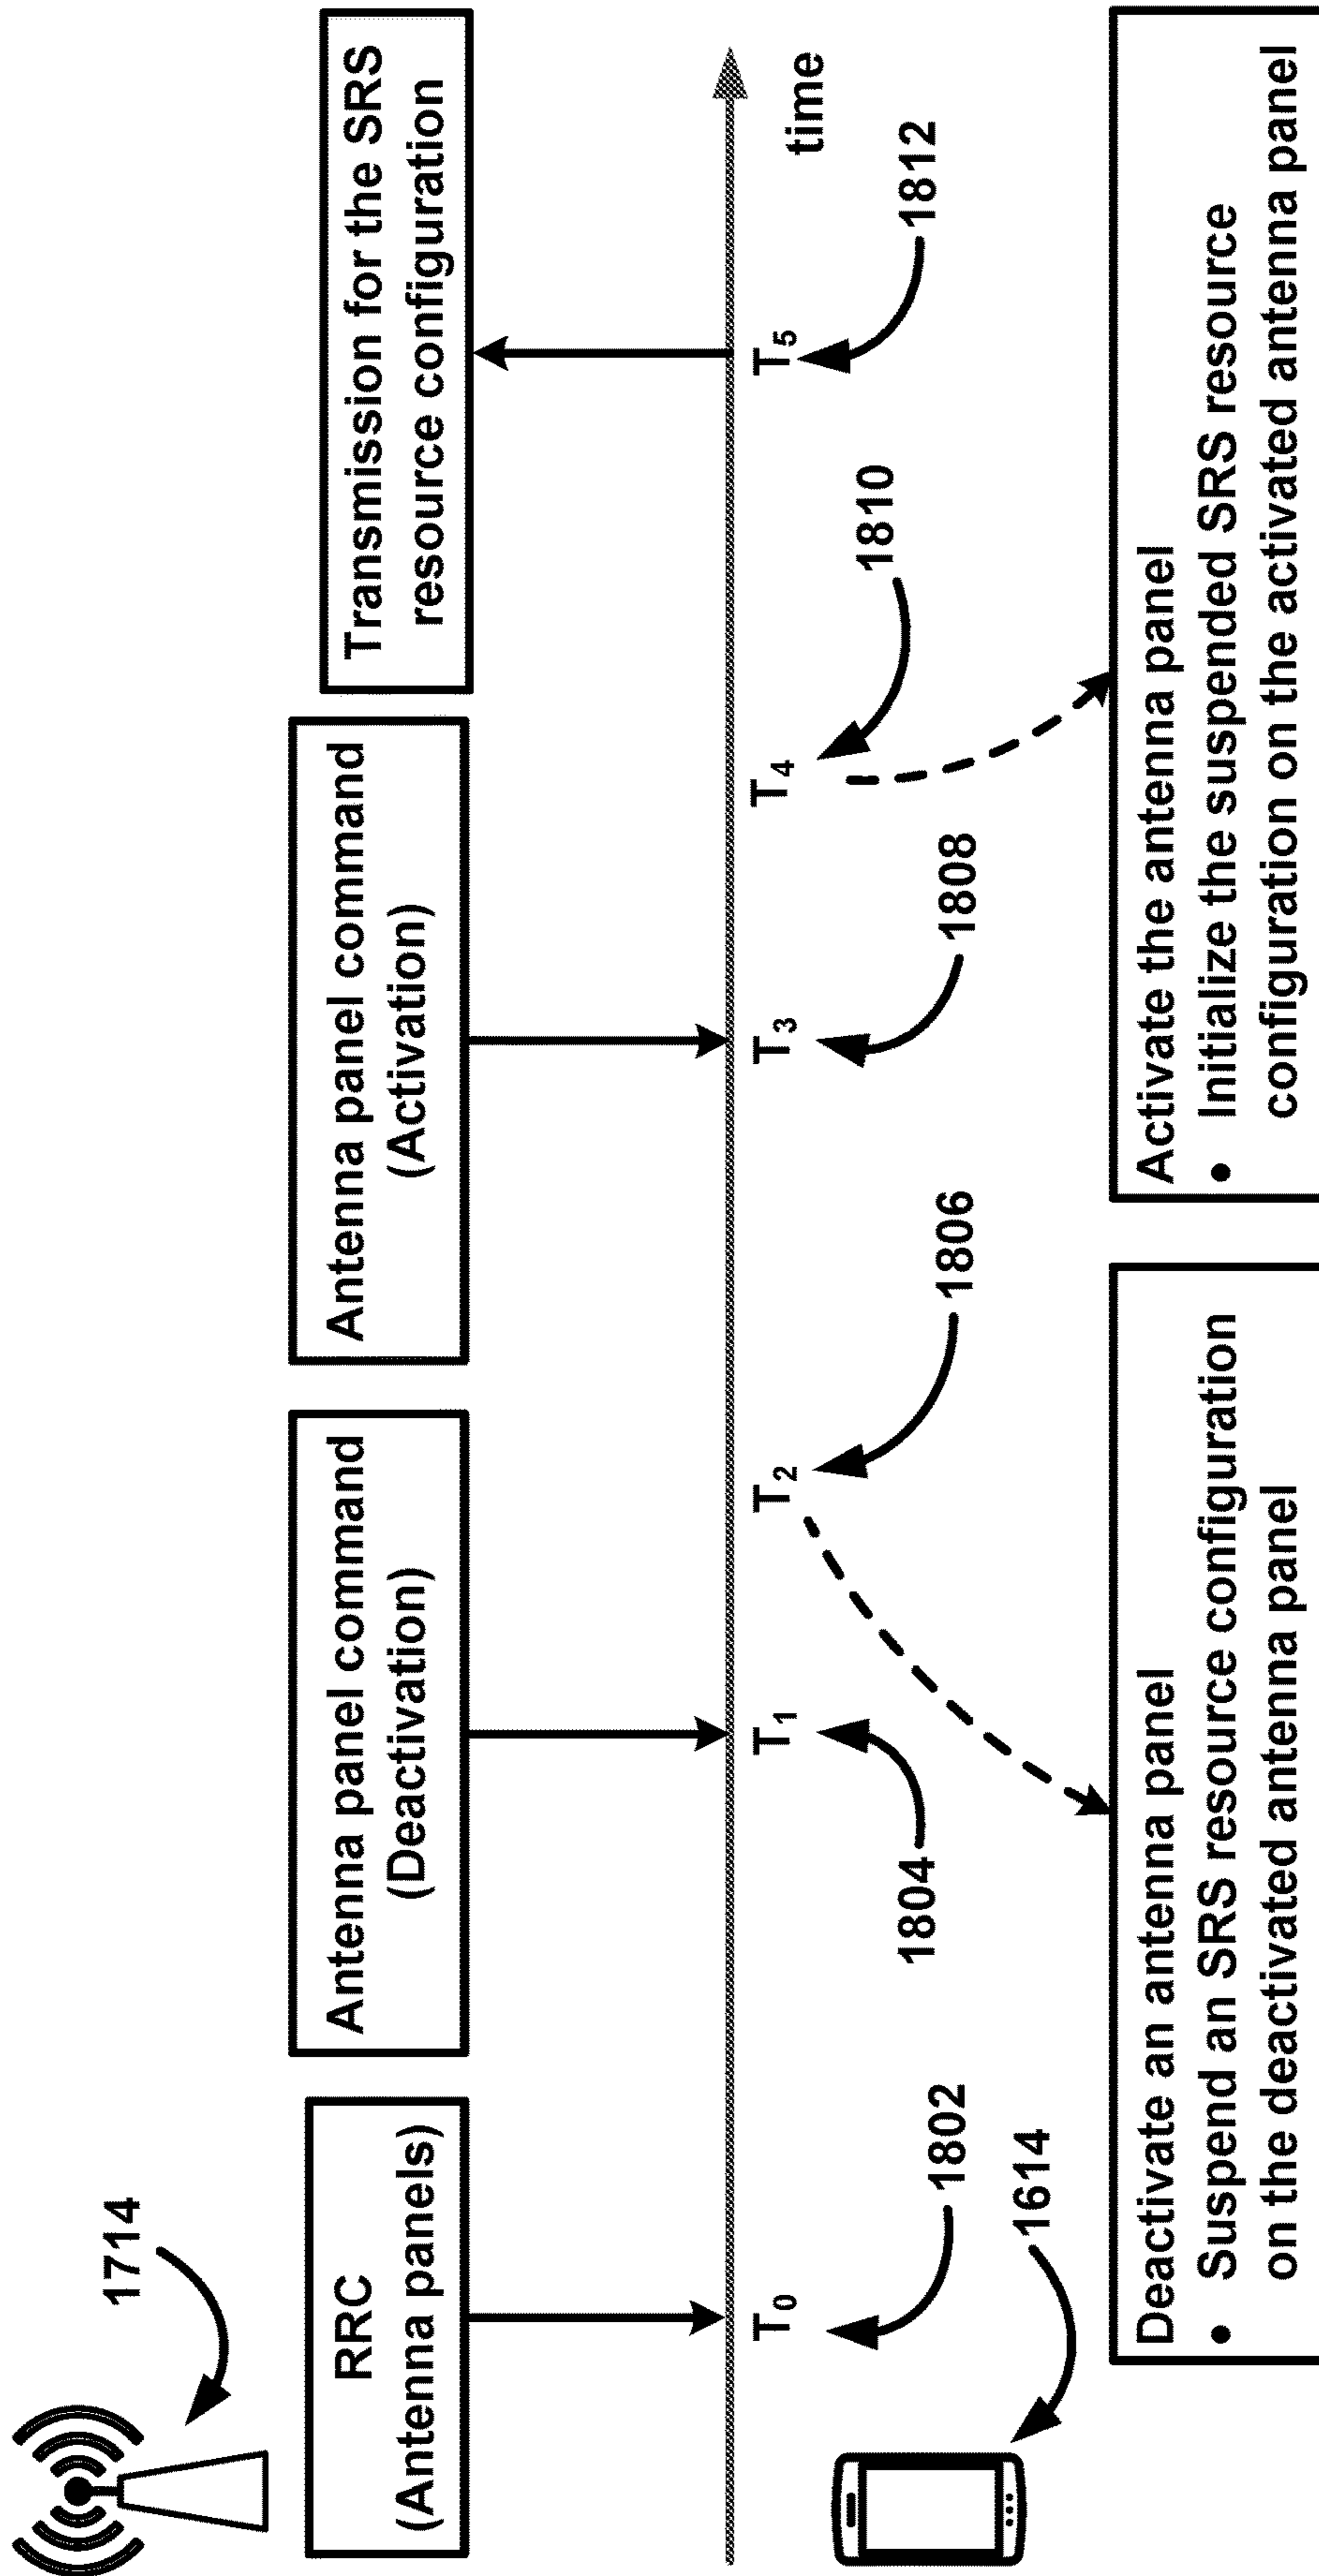 1714
RRC
(Antenna panels)
Antenna panel command
(Deactivation)
Antenna panel command
(Activation)
Transmission for the SRS
resource configuration
T0
T1
T2
T3
T4
T5
time
1802
1804
1806
1808
1810
1812
1614
Deactivate an antenna panel
• Suspend an SRS resource configuration
on the deactivated antenna panel
Activate the antenna panel
• Initialize the suspended SRS resource
configuration on the activated antenna panel